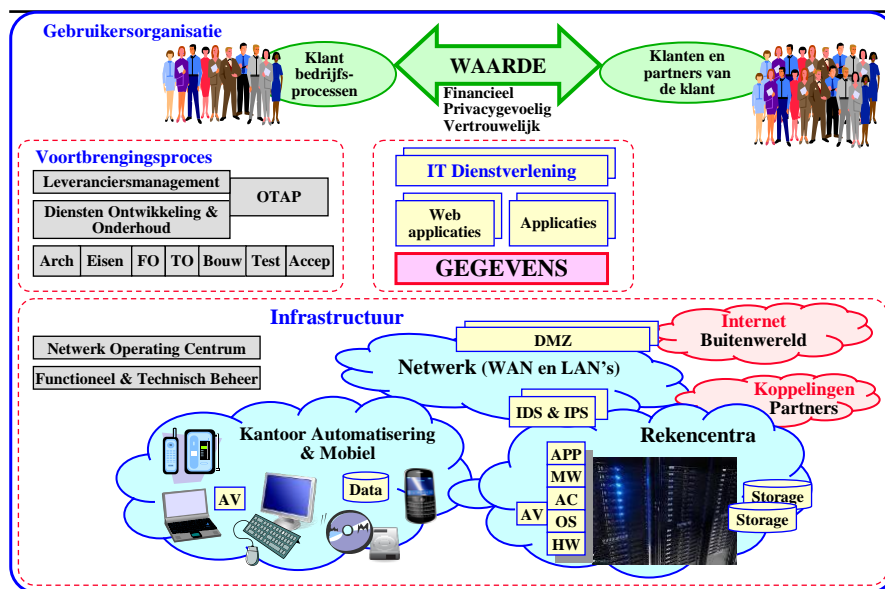 Gebruikersorganisatie
Klant
bedrijfs-
processen
WAARDE
Financieel
Privacygevoelig
Vertrouwelijk
Klanten en
partners van
de klant
Voortbrengingsproces
Leveranciersmanagement
OTAP
Diensten Ontwikkeling &
Onderhoud
Arch Eisen FO TO Bouw Test Accep
IT Dienstverlening
Web
applicaties
Applicaties
GEGEVENS
Infrastructuur
Netwerk Operating Centrum
Functioneel & Technisch Beheer
DMZ
Internet
Buitenwereld
Netwerk (WAN en LAN's)
Koppelingen
Partners
IDS & IPS
Kantoor Automatisering
& Mobiel
AV
Data
Rekencentra
APP
MW
AC
AV
OS
HW
Storage
Storage